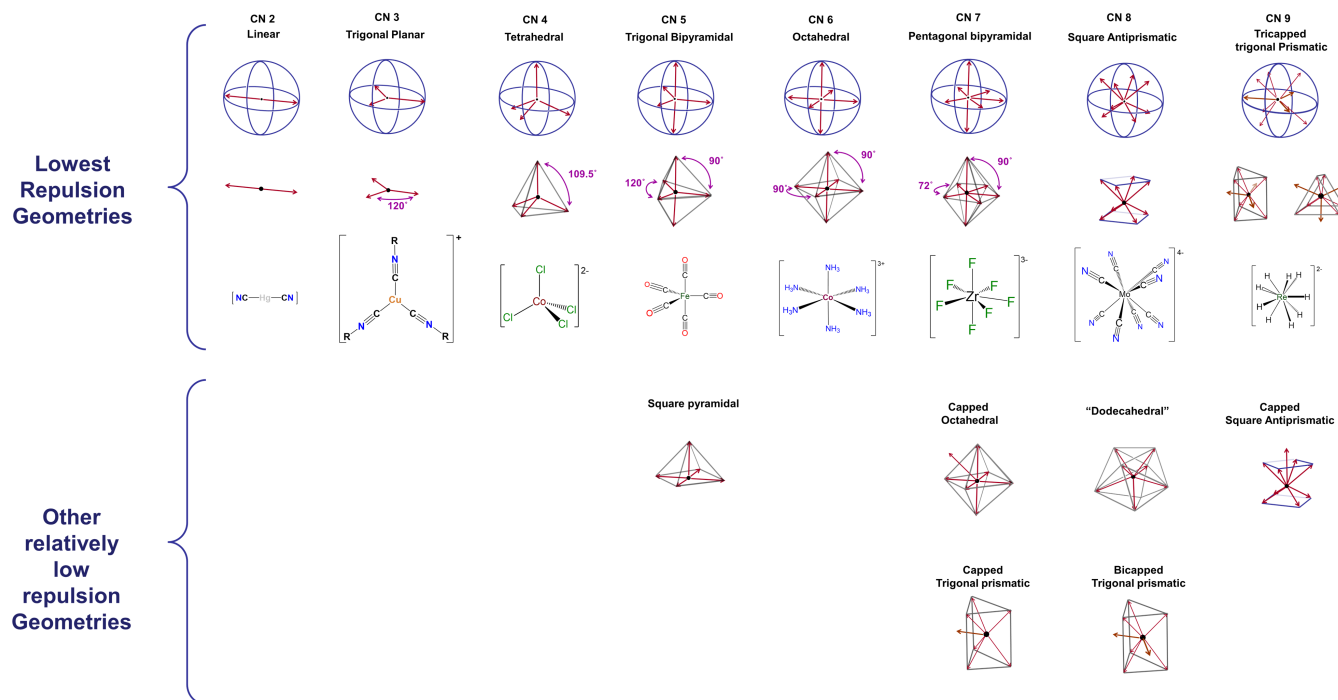 CN 2
Linear
CN 3
Trigonal Planar
CN 4
Tetrahedral
CN 5
Trigonal Bipyramidal
CN 6
Octahedral
CN 7
Pentagonal bipyramidal
CN 8
Square Antiprismatic
CN 9
Tricapped
trigonal Prismatic
Lowest
Repulsion
Geometries
120°
109.5°
90°
120°
90°
90°
90°
72°
[NC Hg CN]
R
N
C
Cu
C
N
R
C
N
R
+
Cl
Co
Cl
Cl
Cl
2-
O
C
O C
Fe
C O
O C
C
O
NH3
H3N
NH3
Co
H3N
NH3
NH3
3+
F
F
F
Zr
F
F
F
F
3-
N
C
CN
N
C
CN
N
C
CN
Mo
N
C
C
N
C
N
C
N
C
N
4-
H
H
H
H
H
Re
H
H
H
H
2-
Other
relatively
low
repulsion
Geometries
Square pyramidal
Capped
Octahedral
“Dodecahedral”
Capped
Square Antiprismatic
Capped
Trigonal prismatic
Bicapped
Trigonal prismatic